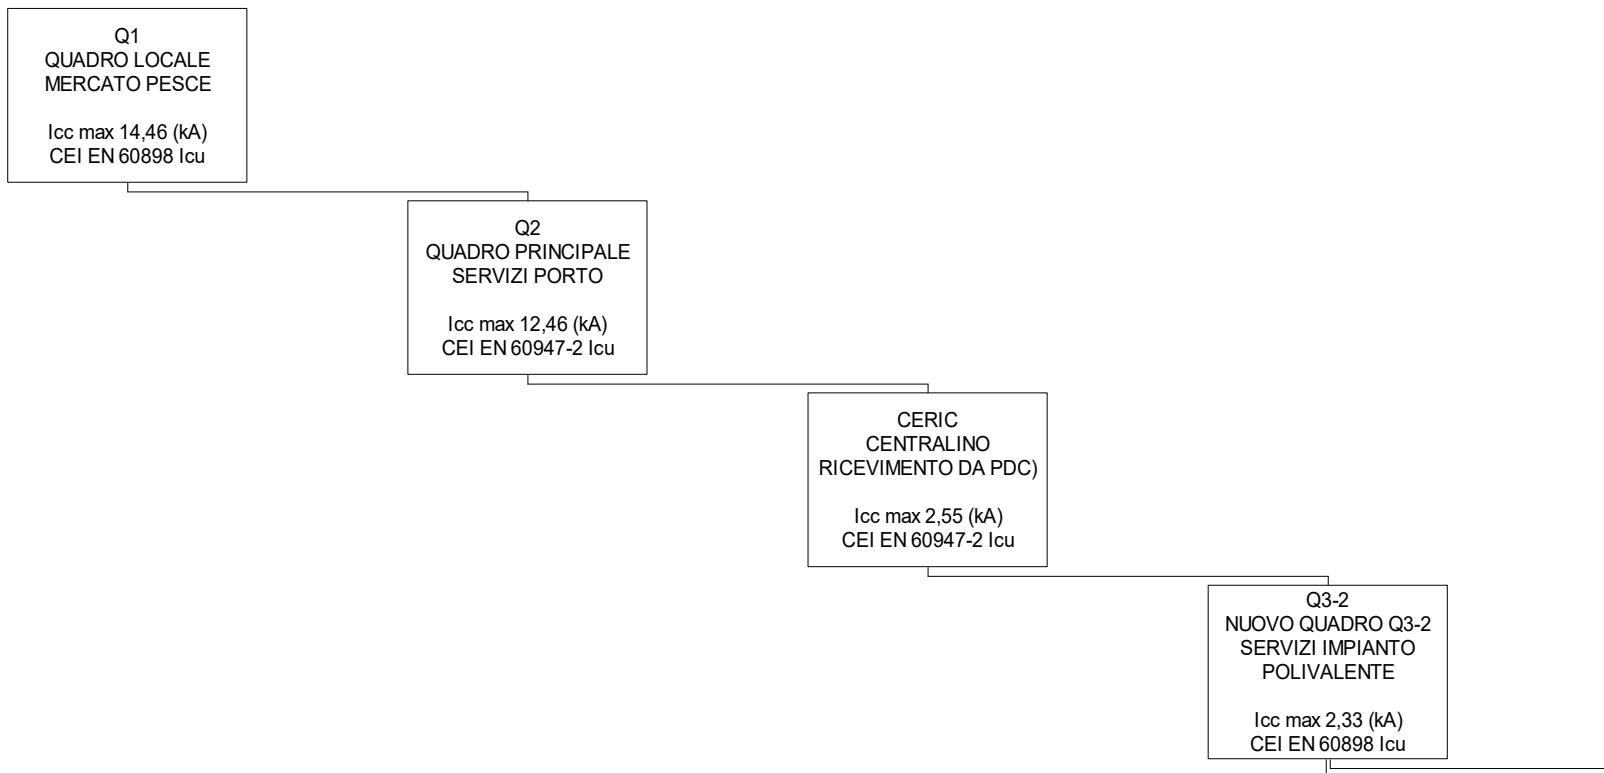 Q1
QUADRO LOCALE
MERCATO PESCE
Icc max 14,46 (kA)
CEI EN 60898 Icu
Q2
QUADRO PRINCIPALE
SERVIZI PORTO
Icc max 12,46 (kA)
CEI EN 60947-2 Icu
CERIC
CENTRALINO
RICEVIMENTO DA PDC)
Icc max 2,55 (kA)
CEI EN 60947-2 Icu
Q3-2
NUOVO QUADRO Q3-2
SERVIZI IMPIANTO
POLIVALENTE
Icc max 2,33 (kA)
CEI EN 60898 Icu